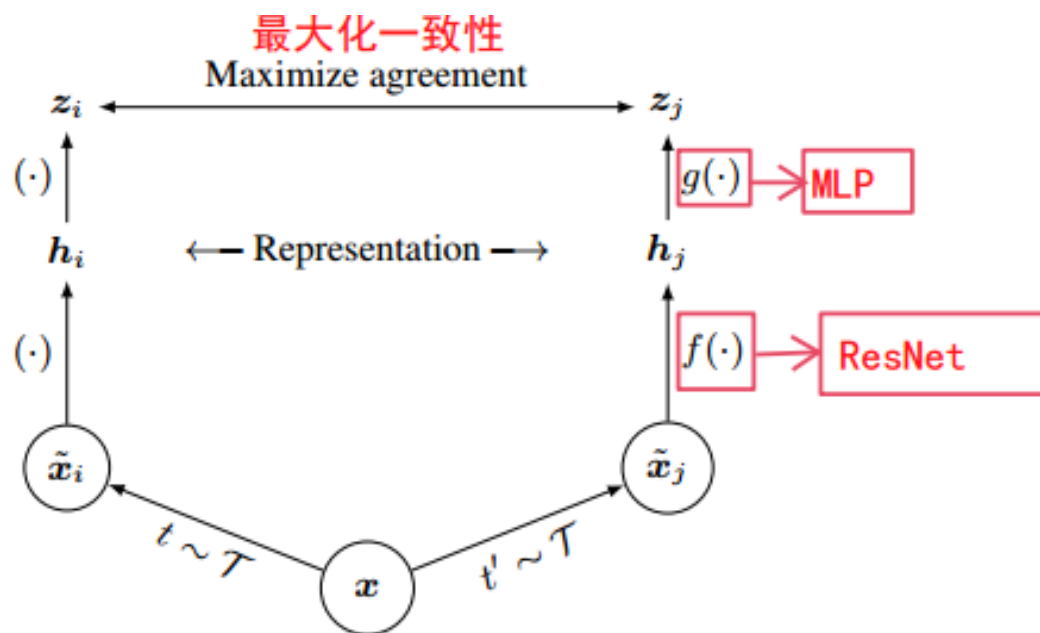 最大化一致性
Maximize agreement
z_i z_j
(·) g(·) MLP
h_i ←– Representation –→ h_j
(·) f(·) ResNet
x̃_i x̃_j
t ~ 𝒯 t' ~ 𝒯
x